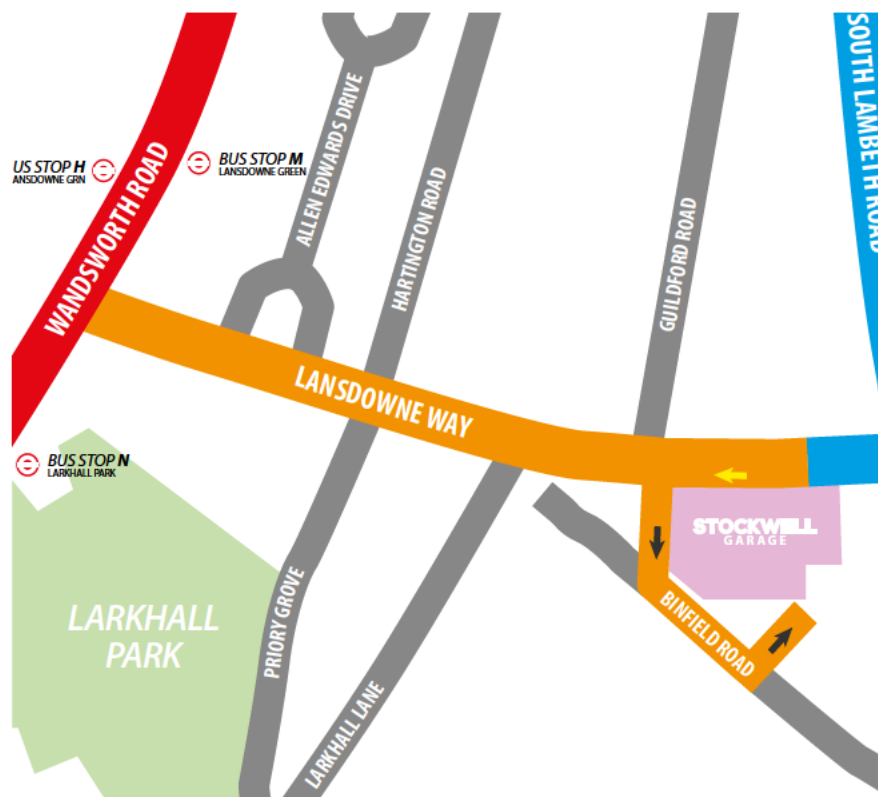 SOUTH LAMBETH ROAD
US STOP H
ANSDOWNE GRN
BUS STOP M
LANSDOWNE GREEN
WANDSWORTH ROAD
ALLEN EDWARDS DRIVE
HARTINGTON ROAD
GUILDFORD ROAD
LANSDOWNE WAY
BUS STOP N
LARKHALL PARK
STOCKWELL
GARAGE
LARKHALL
PARK
PRIORY GROVE
BINFIELD ROAD
LARKHALL LANE